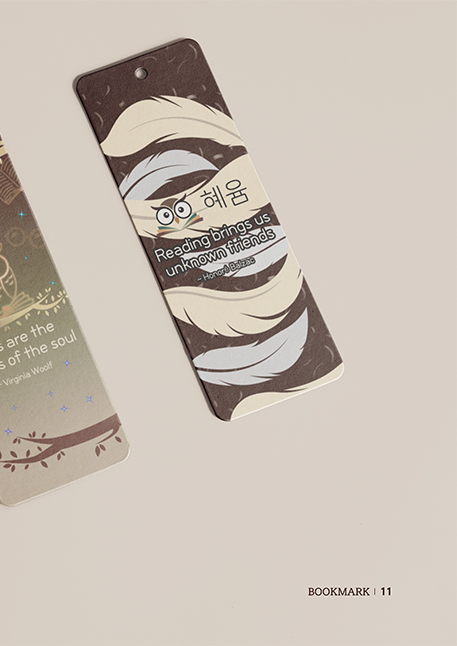 혜윰
Reading brings us
unknown friends
- Honoré Balzac
s are the
s of the soul
- Virginia Woolf
BOOKMARK | 11